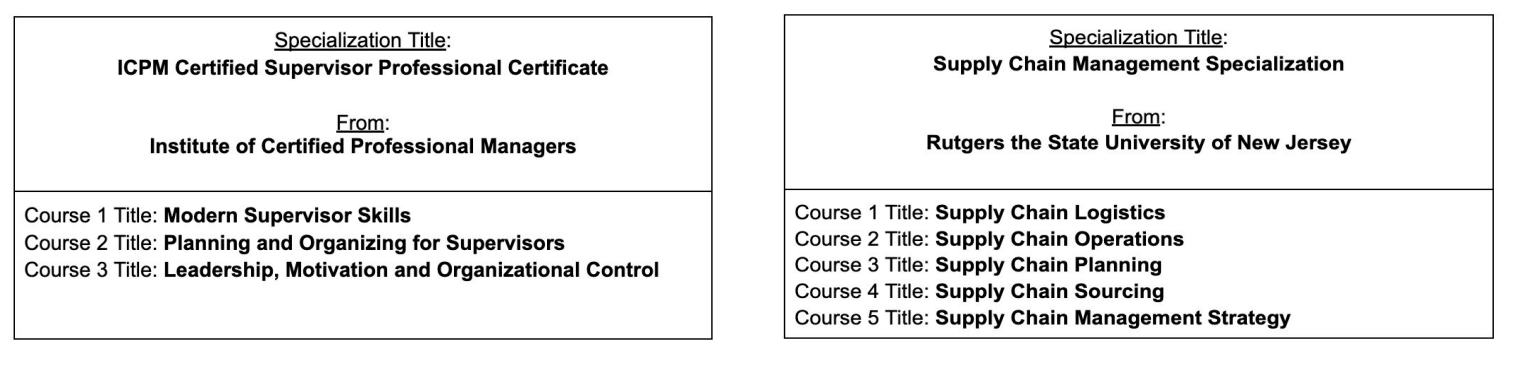 Specialization Title:
ICPM Certified Supervisor Professional Certificate
From:
Institute of Certified Professional Managers
Course 1 Title: Modern Supervisor Skills
Course 2 Title: Planning and Organizing for Supervisors
Course 3 Title: Leadership, Motivation and Organizational Control
Specialization Title:
Supply Chain Management Specialization
From:
Rutgers the State University of New Jersey
Course 1 Title: Supply Chain Logistics
Course 2 Title: Supply Chain Operations
Course 3 Title: Supply Chain Planning
Course 4 Title: Supply Chain Sourcing
Course 5 Title: Supply Chain Management Strategy